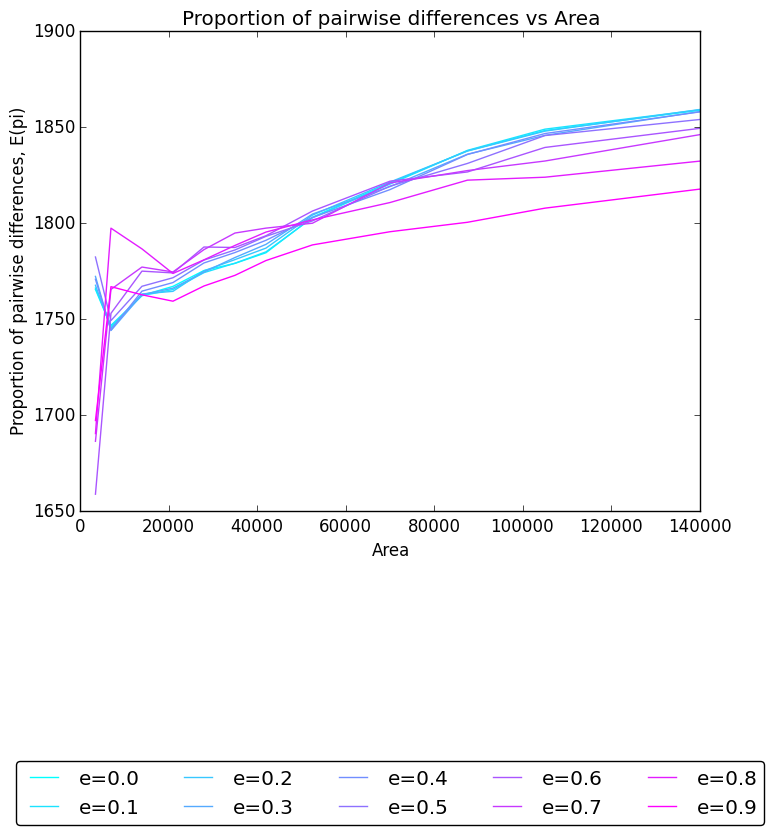 Proportion of pairwise differences vs Area
Proportion of pairwise differences, E(pi)
1900
1850
1800
1750
1700
1650
0 20000 40000 60000 80000 100000 120000 140000
Area
e=0.0 e=0.2 e=0.4 e=0.6 e=0.8
e=0.1 e=0.3 e=0.5 e=0.7 e=0.9